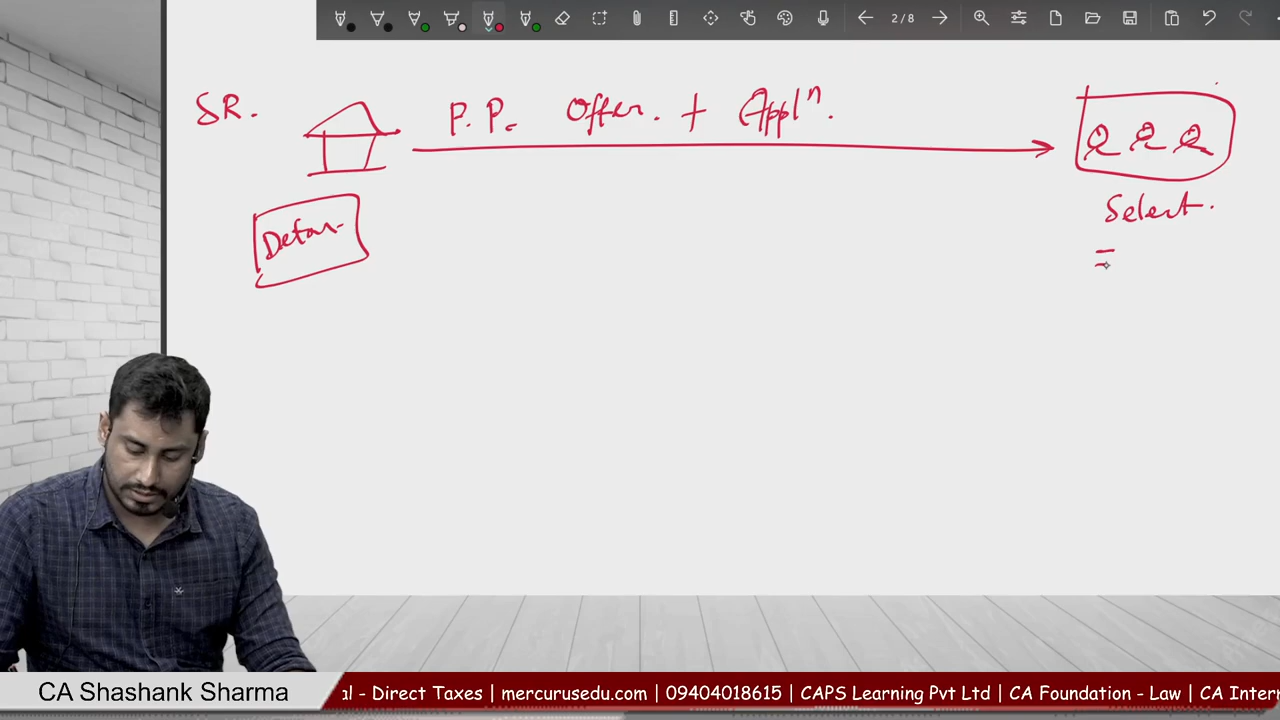 2/8
SR.
P.P. Offer. + Appl^n.
Select.
CA Shashank Sharma
al - Direct Taxes | mercurusedu.com | 09404018615 | CAPS Learning Pvt Ltd | CA Foundation - Law | CA Inter